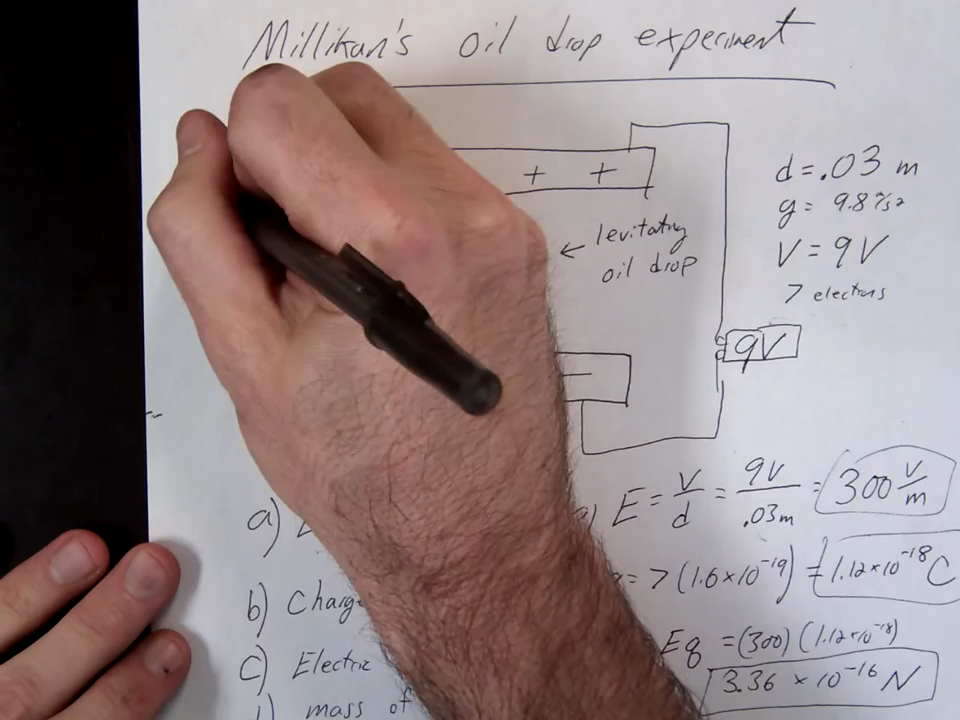 Millikan's oil drop experiment
+ +
← levitating
oil drop
d = .03 m
g = 9.8 m/s²
V = 9V
7 electrons
9V
a)
E = V/d = 9V/.03m = 300 V/m
= 7(1.6×10⁻¹⁹) = 1.12×10⁻¹⁸ C
b) Charge
Eq = (300)(1.12×10⁻¹⁸)
c) Electric
3.36 × 10⁻¹⁶ N
mass of